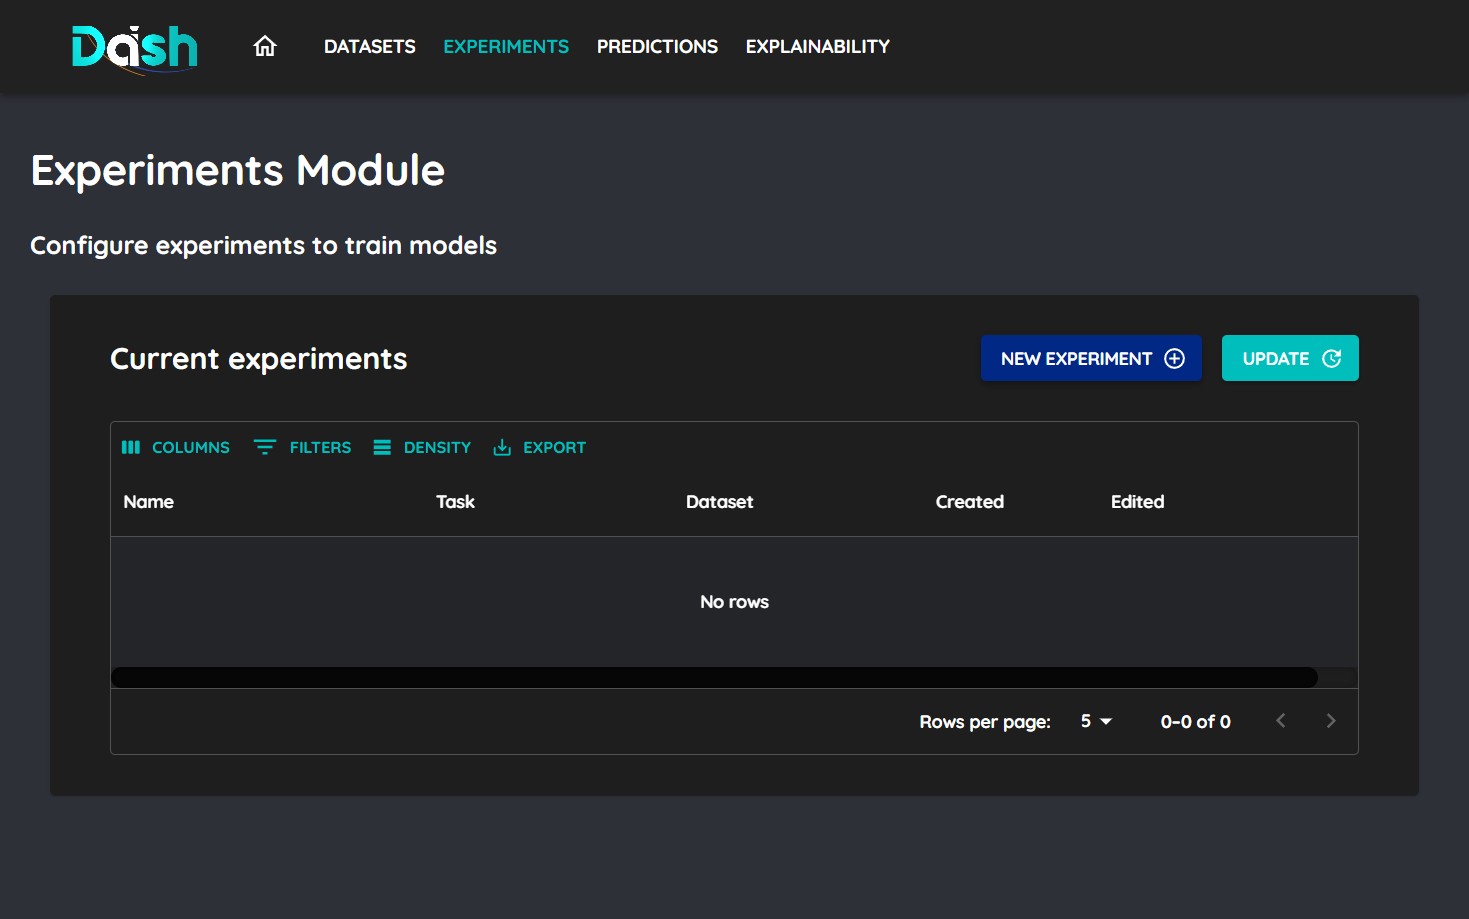 Daish DATASETS EXPERIMENTS PREDICTIONS EXPLAINABILITY
Experiments Module
Configure experiments to train models
Current experiments NEW EXPERIMENT UPDATE
COLUMNS FILTERS DENSITY EXPORT
Name Task Dataset Created Edited
No rows
Rows per page: 5 0–0 of 0